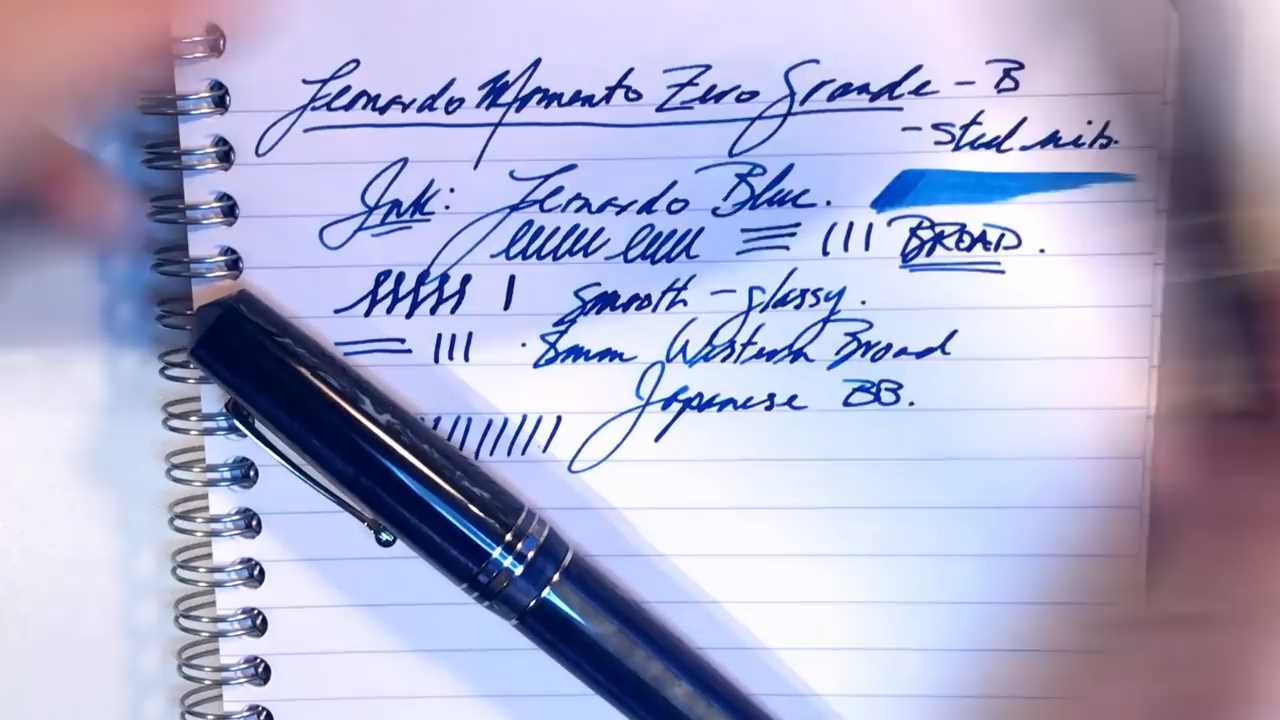 Leonardo Momento Zero Grande - B
- Steel nib.
Ink: Leonardo Blue.
BROAD.
smooth - glassy.
.8mm Western Broad
Japanese BB.